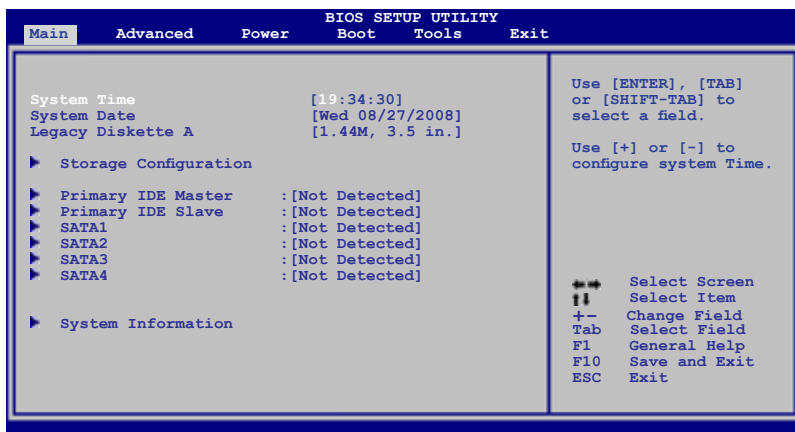 BIOS SETUP UTILITY
Main Advanced Power Boot Tools Exit
System Time [19:34:30]
System Date [Wed 08/27/2008]
Legacy Diskette A [1.44M, 3.5 in.]
Storage Configuration
Primary IDE Master :[Not Detected]
Primary IDE Slave :[Not Detected]
SATA1 :[Not Detected]
SATA2 :[Not Detected]
SATA3 :[Not Detected]
SATA4 :[Not Detected]
System Information
Use [ENTER], [TAB]
or [SHIFT-TAB] to
select a field.
Use [+] or [-] to
configure system Time.
←→ Select Screen
↑↓ Select Item
+- Change Field
Tab Select Field
F1 General Help
F10 Save and Exit
ESC Exit